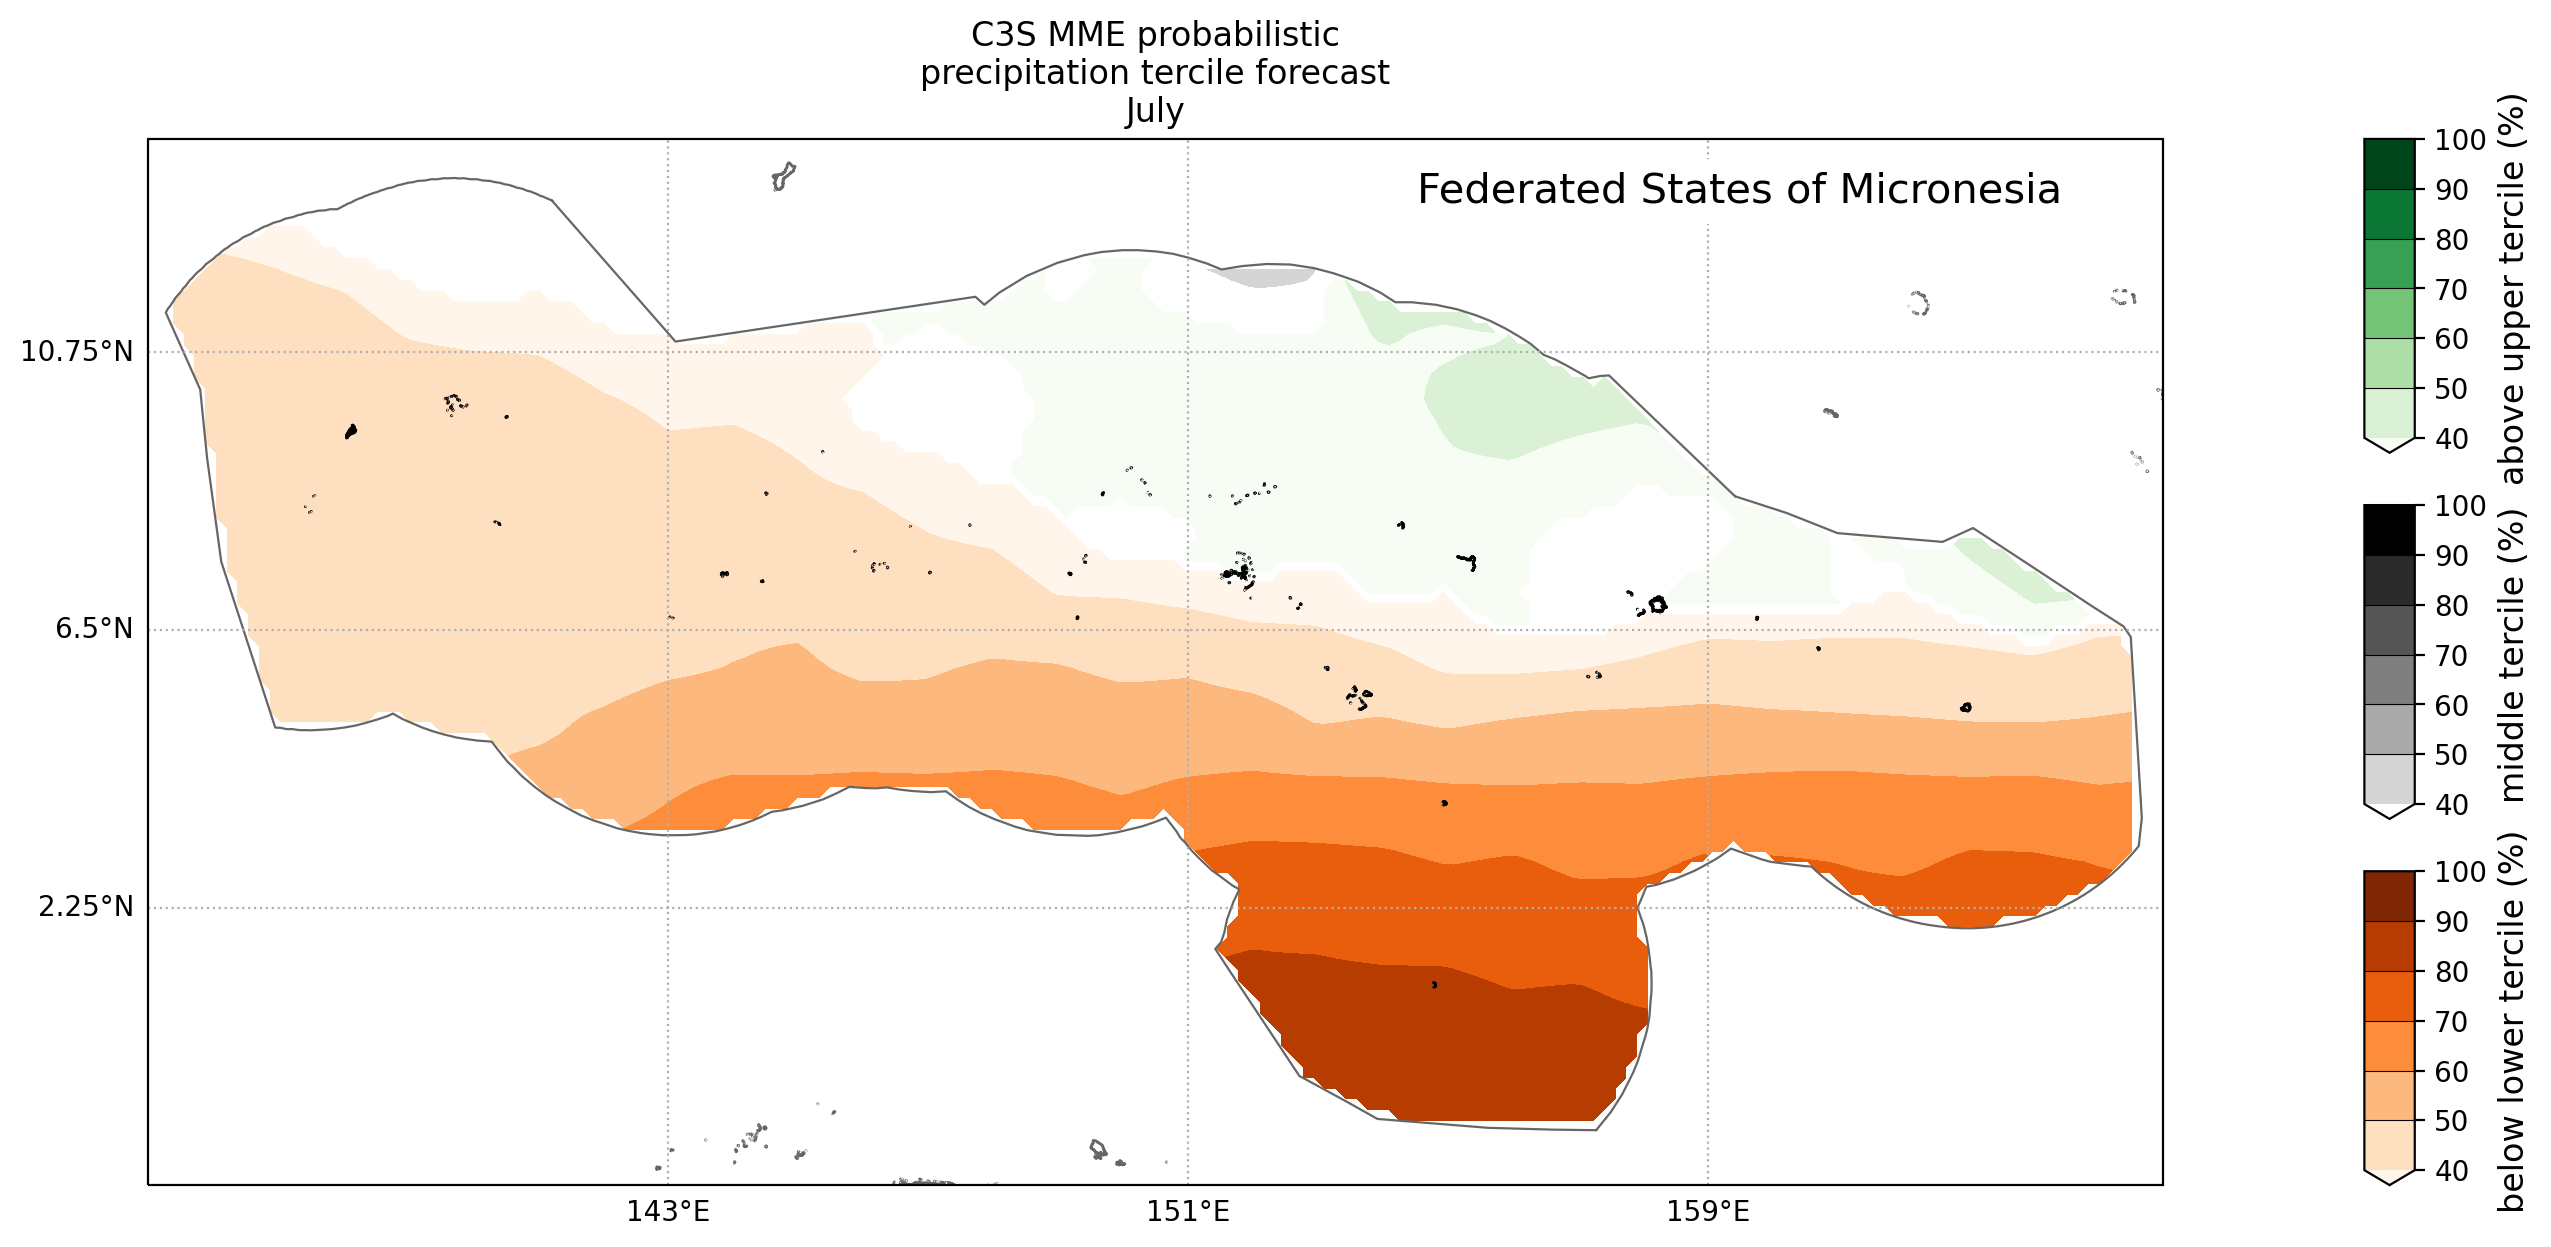 C3S MME probabilistic
precipitation tercile forecast
July
Federated States of Micronesia
10.75°N
6.5°N
2.25°N
143°E
151°E
159°E
100
90
80
70
60
50
40
above upper tercile (%)
100
90
80
70
60
50
40
middle tercile (%)
100
90
80
70
60
50
40
below lower tercile (%)